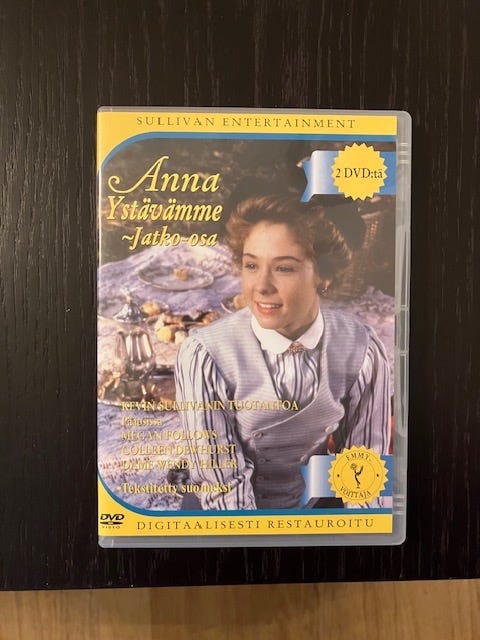 SULLIVAN ENTERTAINMENT
2 DVD:tä
Anna
Ystävämme
~Jatko-osa
KEVIN SULLIVANIN TUOTANTOA
Pääosissa
MEGAN FOLLOWS
COLLEEN DEWHURST
DAME WENDY HILLER
Tekstitetty suomeksi
EMMY-
VOITTAJA
DVD
VIDEO
DIGITAALISESTI RESTAUROITU